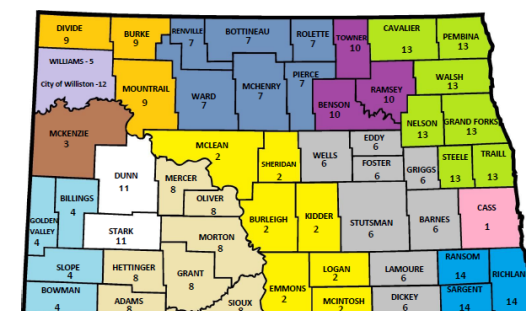 DIVIDE
9
BURKE
9
RENVILLE
7
BOTTINEAU
7
ROLETTE
7
TOWNER
10
CAVALIER
13
PEMBINA
13
WILLIAMS - 5
City of Williston -12
MOUNTRAIL
9
WARD
7
MCHENRY
7
PIERCE
7
BENSON
10
RAMSEY
10
WALSH
13
NELSON
13
GRAND FORKS
13
MCKENZIE
3
DUNN
11
MCLEAN
2
MERCER
8
OLIVER
8
SHERIDAN
2
WELLS
6
EDDY
6
FOSTER
6
GRIGGS
6
STEELE
13
TRAILL
13
GOLDEN
VALLEY
4
BILLINGS
4
STARK
11
MORTON
8
BURLEIGH
2
KIDDER
2
STUTSMAN
6
BARNES
6
CASS
1
SLOPE
4
HETTINGER
8
GRANT
8
BOWMAN
4
ADAMS
8
SIOUX
8
EMMONS
2
LOGAN
2
MCINTOSH
2
LAMOURE
6
DICKEY
6
RANSOM
14
SARGENT
14
RICHLAN
14